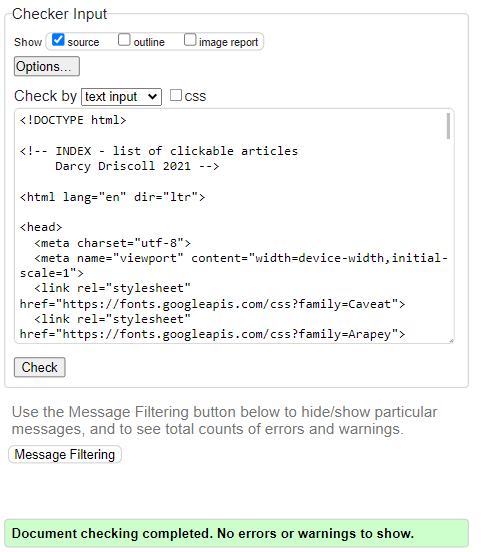 Checker Input
Show source outline image report
Options...
Check by text input css
<!DOCTYPE html>
<!-- INDEX - list of clickable articles
Darcy Driscoll 2021 -->
<html lang="en" dir="ltr">
<head>
<meta charset="utf-8">
<meta name="viewport" content="width=device-width,initial-
scale=1">
<link rel="stylesheet"
href="https://fonts.googleapis.com/css?family=Caveat">
<link rel="stylesheet"
href="https://fonts.googleapis.com/css?family=Arapey">
Check
Use the Message Filtering button below to hide/show particular
messages, and to see total counts of errors and warnings.
Message Filtering
Document checking completed. No errors or warnings to show.